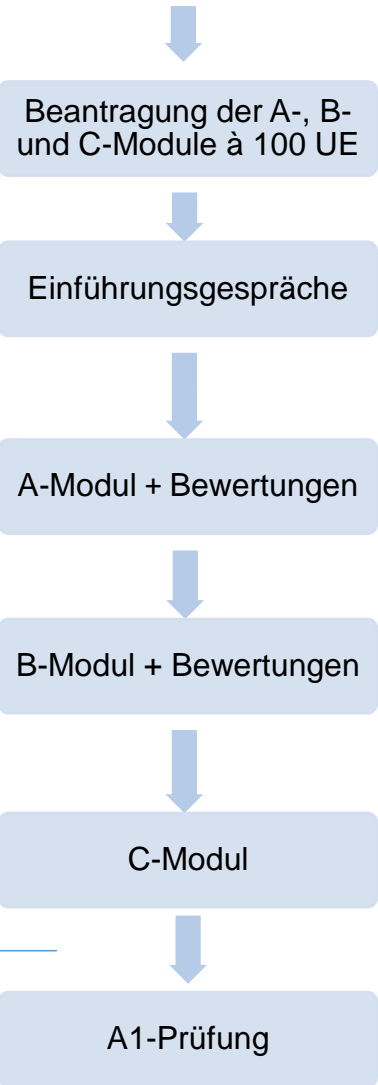 Beantragung der A-, B-
und C-Module à 100 UE
Einführungsgespräche
A-Modul + Bewertungen
B-Modul + Bewertungen
C-Modul
A1-Prüfung